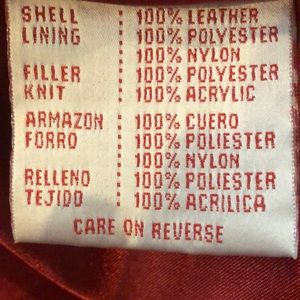 SHELL : 100% LEATHER
LINING : 100% POLYESTER
100% NYLON
FILLER : 100% POLYESTER
KNIT : 100% ACRYLIC
ARMAZON : 100% CUERO
FORRO : 100% POLIESTER
100% NYLON
RELLENO : 100% POLIESTER
TEJIDO : 100% ACRILICA
CARE ON REVERSE